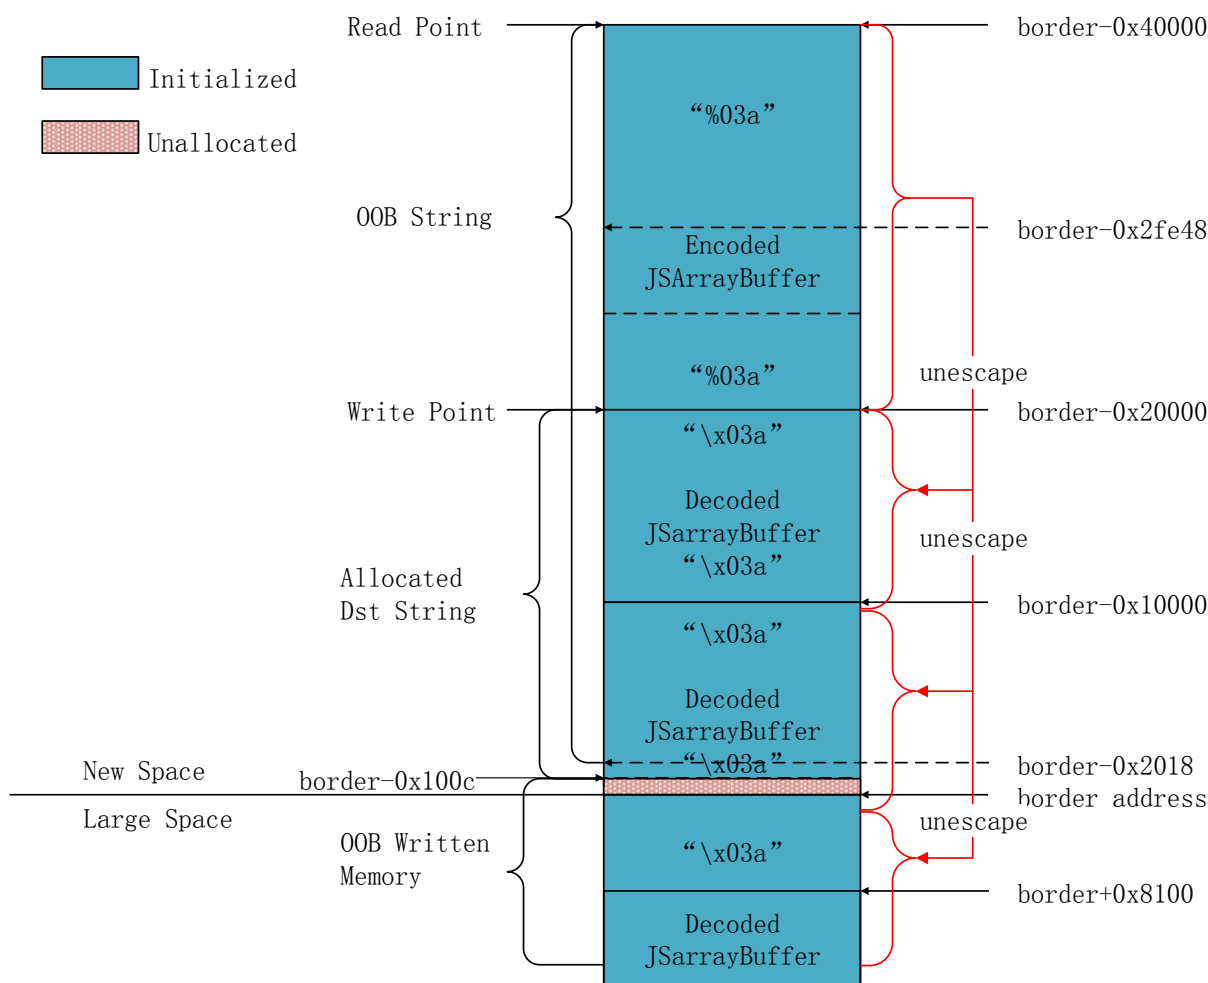 Read Point
border-0x40000
Initialized
“%03a”
Unallocated
OOB String
border-0x2fe48
Encoded
JSArrayBuffer
“%03a”
unescape
Write Point
border-0x20000
“\x03a”
Decoded
JSarrayBuffer
“\x03a”
unescape
Allocated
Dst String
border-0x10000
“\x03a”
Decoded
JSarrayBuffer
“\x03a”
New Space
border-0x100c
border-0x2018
border address
Large Space
unescape
OOB Written
Memory
“\x03a”
border+0x8100
Decoded
JSarrayBuffer